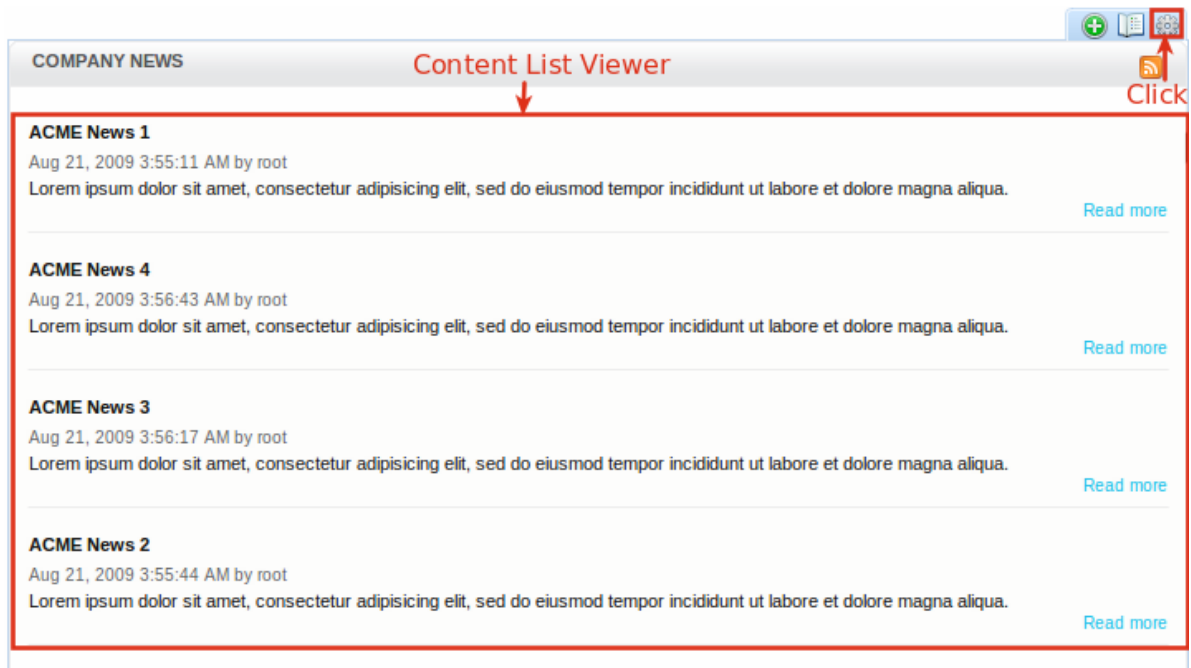 COMPANY NEWS
Content List Viewer
Click
ACME News 1
Aug 21, 2009 3:55:11 AM by root
Lorem ipsum dolor sit amet, consectetur adipisicing elit, sed do eiusmod tempor incididunt ut labore et dolore magna aliqua.
Read more
ACME News 4
Aug 21, 2009 3:56:43 AM by root
Lorem ipsum dolor sit amet, consectetur adipisicing elit, sed do eiusmod tempor incididunt ut labore et dolore magna aliqua.
Read more
ACME News 3
Aug 21, 2009 3:56:17 AM by root
Lorem ipsum dolor sit amet, consectetur adipisicing elit, sed do eiusmod tempor incididunt ut labore et dolore magna aliqua.
Read more
ACME News 2
Aug 21, 2009 3:55:44 AM by root
Lorem ipsum dolor sit amet, consectetur adipisicing elit, sed do eiusmod tempor incididunt ut labore et dolore magna aliqua.
Read more